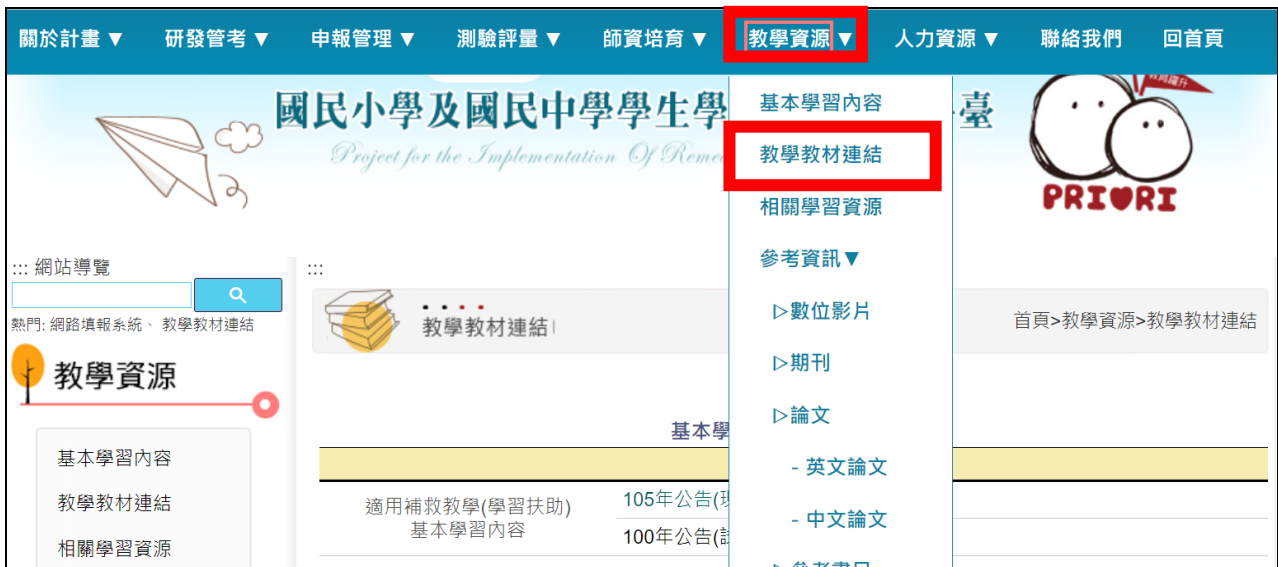 關於計畫 ▼ 研發管考 ▼ 申報管理 ▼ 測驗評量 ▼ 師資培育 ▼ 教學資源 ▼ 人力資源 ▼ 聯絡我們 回首頁
國民小學及國民中學學生學 臺
Project for the Implementation Of Remed
PRIORI
基本學習內容
教學教材連結
相關學習資源
參考資訊▼
▷數位影片
▷期刊
▷論文
- 英文論文
- 中文論文
▷ 參考書目
::: 網站導覽
熱門: 網路填報系統、 教學教材連結
教學資源
基本學習內容
教學教材連結
相關學習資源
:::
教學教材連結
首頁>教學資源>教學教材連結
基本學
適用補救教學(學習扶助)
基本學習內容
105年公告(現
100年公告(試